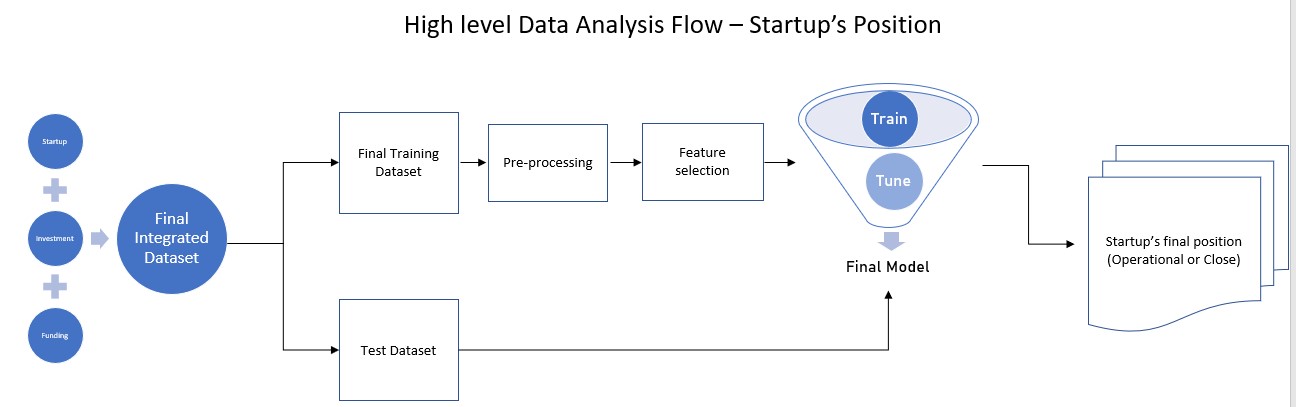 High level Data Analysis Flow – Startup's Position
Startup
Investment
Funding
Final
Integrated
Dataset
Final Training
Dataset
Pre-processing
Feature
selection
Train
Tune
Final Model
Test Dataset
Startup's final position
(Operational or Close)